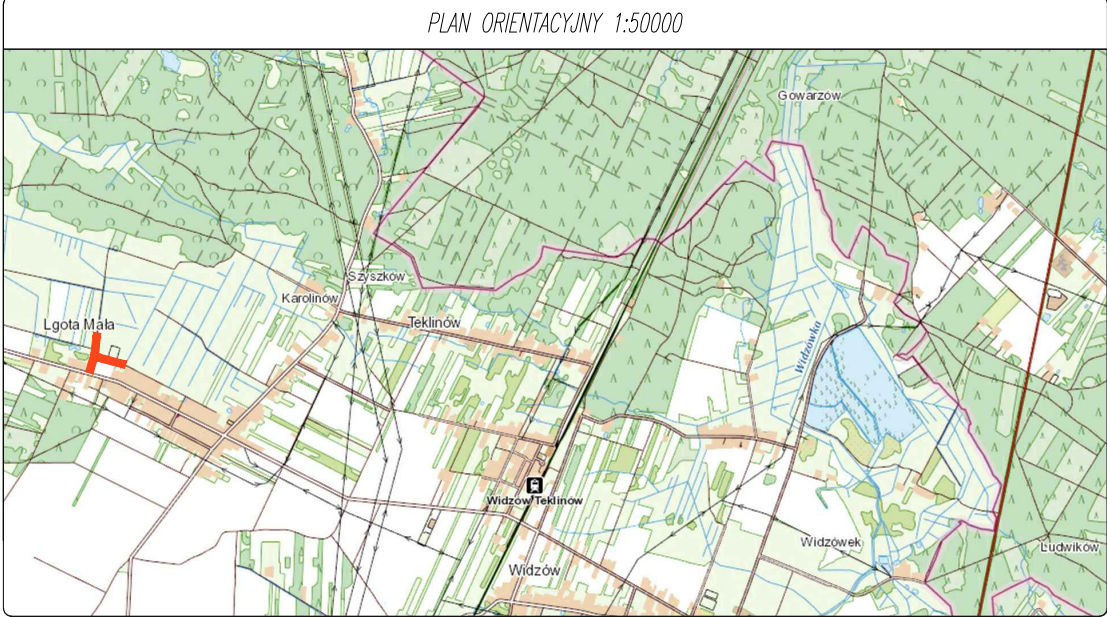 PLAN ORIENTACYJNY 1:50000
Gowarzów
Szyszków
Karolinów
Lgota Mała
Teklinów
Widzówka
Widzów Teklinów
Widzówek
Ludwików
Widzów